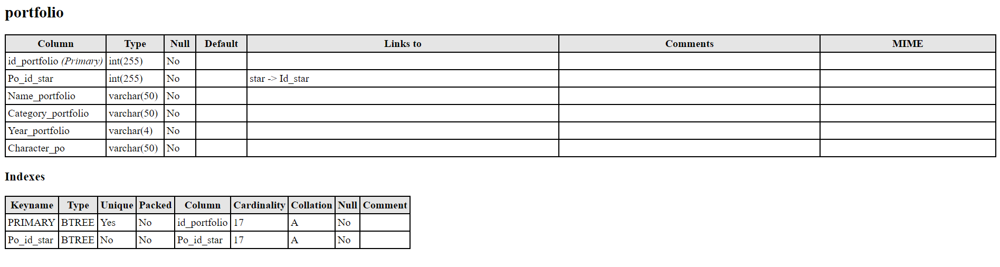 portfolio
Column Type Null Default Links to Comments MIME
id_portfolio (Primary) int(255) No
Po_id_star int(255) No star -> Id_star
Name_portfolio varchar(50) No
Category_portfolio varchar(50) No
Year_portfolio varchar(4) No
Character_po varchar(50) No
Indexes
Keyname Type Unique Packed Column Cardinality Collation Null Comment
PRIMARY BTREE Yes No id_portfolio 17 A No
Po_id_star BTREE No No Po_id_star 17 A No